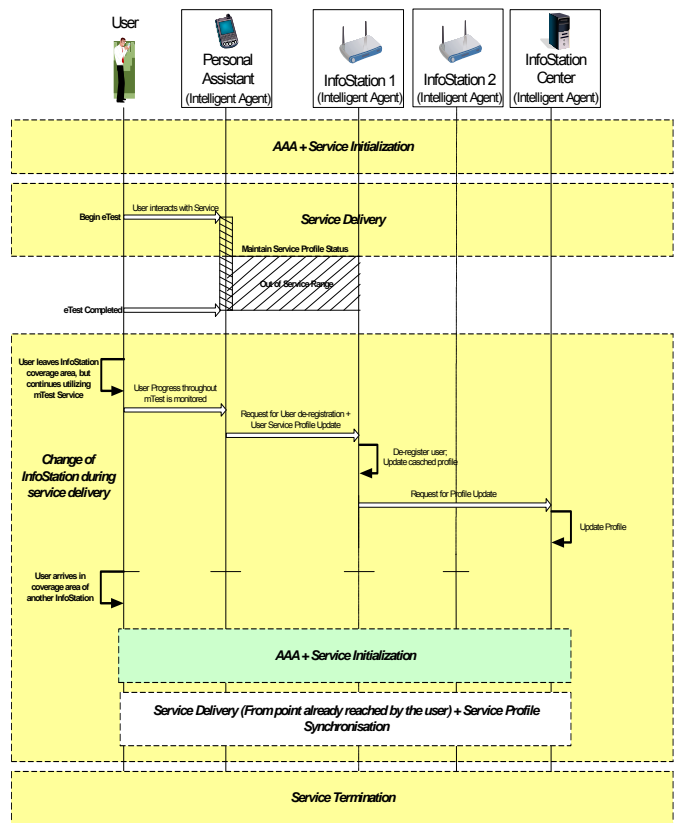 User
Personal
Assistant
(Intelligent Agent)
InfoStation 1
(Intelligent Agent)
InfoStation 2
(Intelligent Agent)
InfoStation
Center
(Intelligent Agent)
AAA + Service Initialization
Begin eTest
User interacts with Service
Service Delivery
Maintain Service Profile Status
Out of Service Range
eTest Completed
User leaves InfoStation
coverage area, but
continues utilizing
mTest Service
User Progress throughout
mTest is monitored
Request for User de-registration +
User Service Profile Update
De-register user;
Update casched profile
Change of
InfoStation during
service delivery
Request for Profile Update
Update Profile
User arrives in
coverage area of
another InfoStation
AAA + Service Initialization
Service Delivery (From point already reached by the user) + Service Profile
Synchronisation
Service Termination